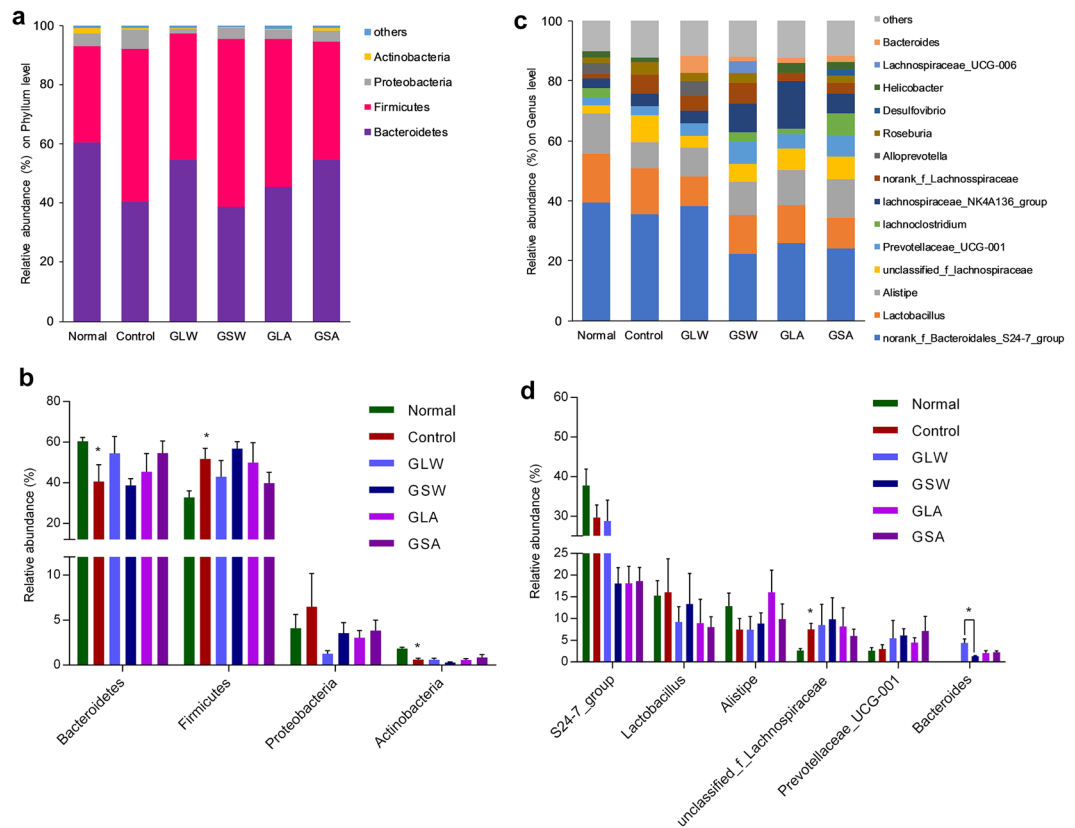 a
Relative abundance (%) on Phyllum level
100
80
60
40
20
0
Normal Control GLW GSW GLA GSA
others
Actinobacteria
Proteobacteria
Firmicutes
Bacteroidetes
c
Relative abundance (%) on Genus level
100
80
60
40
20
0
Normal Control GLW GSW GLA GSA
others
Bacteroides
Lachnospiraceae_UCG-006
Helicobacter
Desulfovibrio
Roseburia
Alloprevotella
norank_f_Lachnosspiraceae
lachnospiraceae_NK4A136_group
lachnoclostridium
Prevotellaceae_UCG-001
unclassified_f_lachnospiraceae
Alistipe
Lactobacillus
norank_f_Bacteroidales_S24-7_group
b
Relative abundance (%)
80
60
40
20
10
5
0
*
*
*
Bacteroidetes
Firmicutes
Proteobacteria
Actinobacteria
Normal
Control
GLW
GSW
GLA
GSA
d
Relative abundance (%)
60
50
40
30
25
20
15
10
5
0
*
*
S24-7_group
Lactobacillus
Alistipe
unclassified_f_Lachnospiraceae
Prevotellaceae_UCG-001
Bacteroides
Normal
Control
GLW
GSW
GLA
GSA